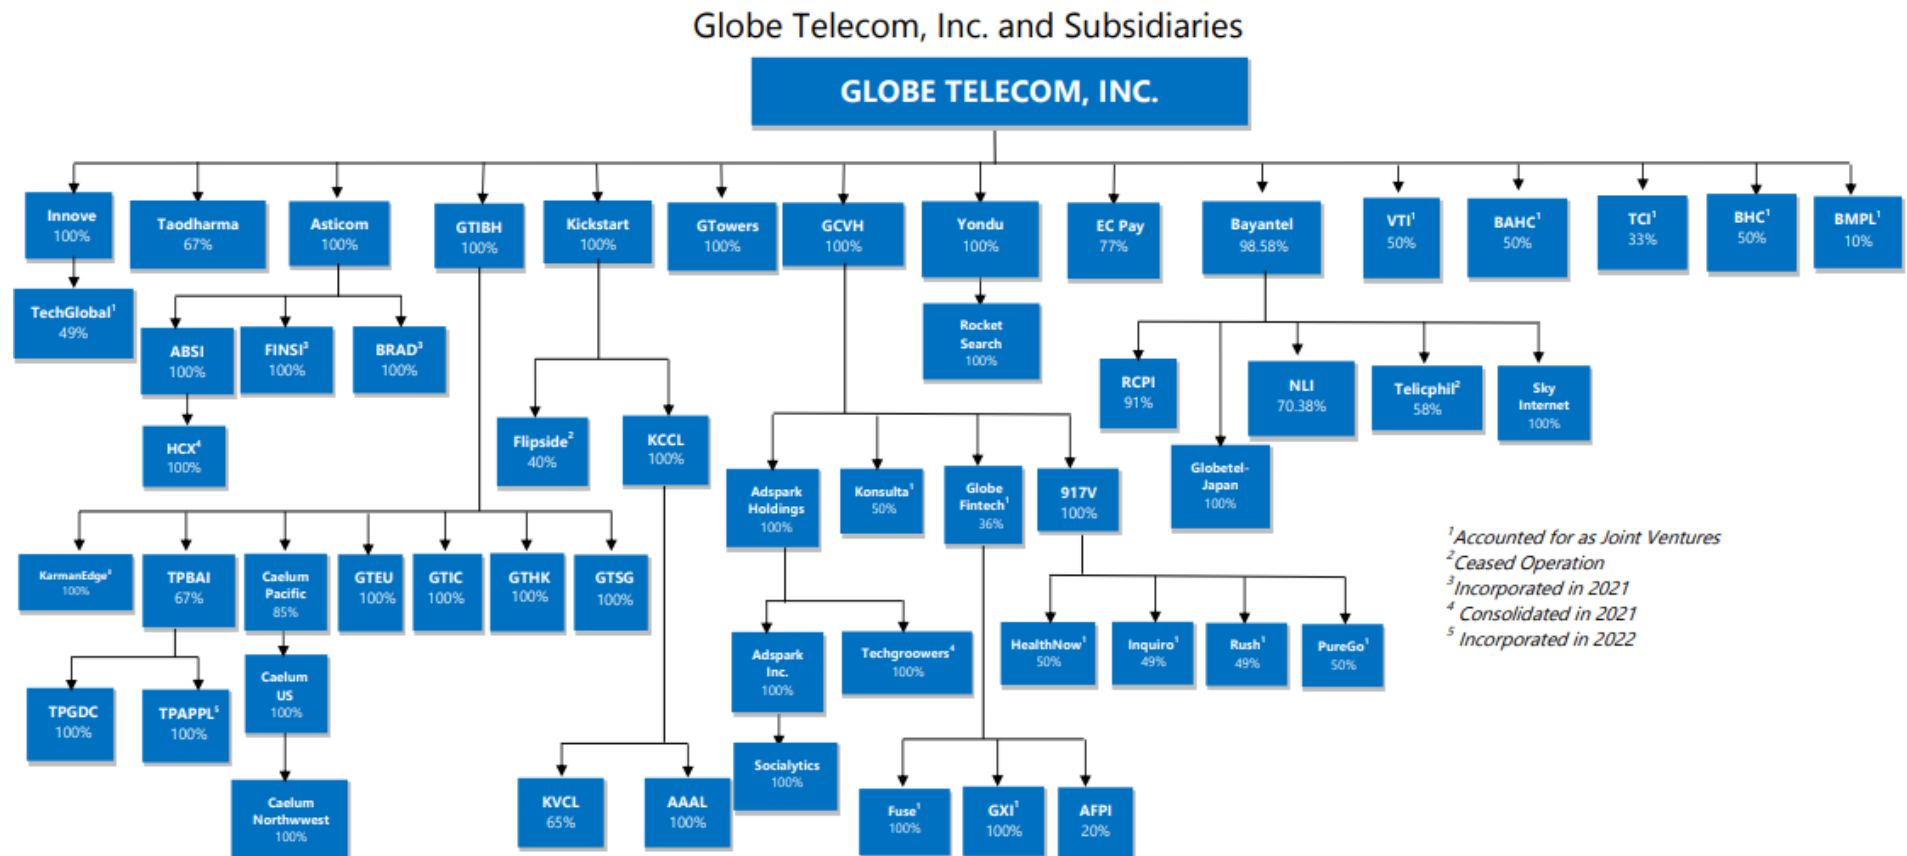 Globe Telecom, Inc. and Subsidiaries
GLOBE TELECOM, INC.
Innove
100%
Taodharma
67%
Asticom
100%
GTIBH
100%
Kickstart
100%
GTowers
100%
GCVH
100%
Yondu
100%
EC Pay
77%
Bayantel
98.58%
VTI¹
50%
BAHC¹
50%
TCI¹
33%
BHC¹
50%
BMPL¹
10%
TechGlobal¹
49%
ABSI
100%
FINSI³
100%
BRAD³
100%
Rocket
Search
100%
RCPI
91%
NLI
70.38%
Telicphil²
58%
Sky
Internet
100%
HCX⁴
100%
Flipside²
40%
KCCL
100%
Globetel-
Japan
100%
Adspark
Holdings
100%
Konsulta¹
50%
Globe
Fintech¹
36%
917V
100%
¹Accounted for as Joint Ventures
²Ceased Operation
³Incorporated in 2021
⁴ Consolidated in 2021
⁵ Incorporated in 2022
KarmanEdge³
100%
TPBAI
67%
Caelum
Pacific
85%
GTEU
100%
GTIC
100%
GTHK
100%
GTSG
100%
Adspark
Inc.
100%
Techgroowers⁴
100%
HealthNow¹
50%
Inquiro¹
49%
Rush¹
49%
PureGo¹
50%
TPGDC
100%
TPAPPL⁵
100%
Caelum
US
100%
Socialytics
100%
Caelum
Northwwest
100%
KVCL
65%
AAAL
100%
Fuse¹
100%
GXI¹
100%
AFPI
20%